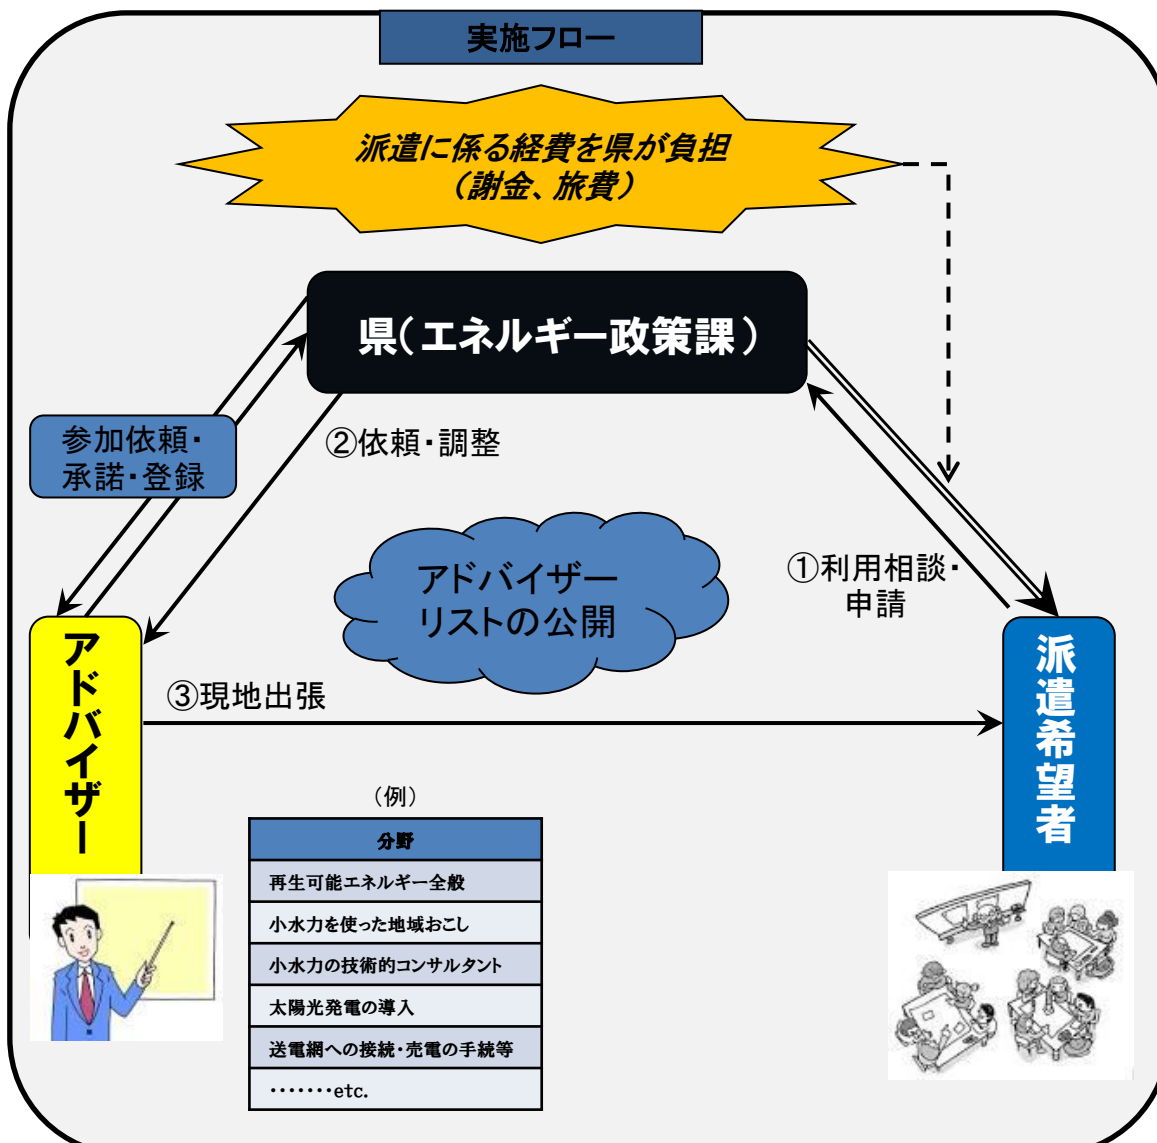 実施フロー
派遣に係る経費を県が負担
（謝金、旅費）
県（エネルギー政策課）
参加依頼・
承諾・登録
②依頼・調整
アドバイザー
リストの公開
①利用相談・
申請
アドバイザー
③現地出張
派遣希望者
（例）
分野
再生可能エネルギー全般
小水力を使った地域おこし
小水力の技術的コンサルタント
太陽光発電の導入
送電網への接続・売電の手続等
・・・・・・・etc.